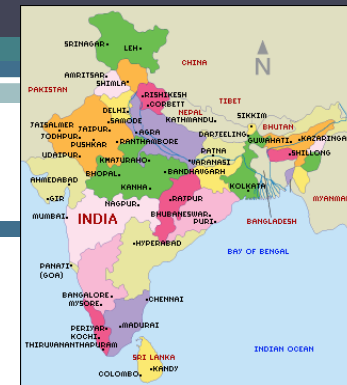 SRINAGAR
LEH
CHINA
N
AMRITSAR
SHIMLA
PAKISTAN
RISHIKESH
CORBETT
TIBET
DELHI
NEPAL
KATHMANDU
SIKKIM
BHUTAN
JAISALMER
SAMODE
JAIPUR
AGRA
DARJEELING
GUWAHATI
KAZARINGA
JODHPUR
PUSHKAR
RANTHAMBORE
PATNA
SHILLONG
UDAIPUR
KHAJURAHO
VARANASI
AHMEDABAD
BHOPAL
BANDHAVGARH
KANHA
KOLKATA
GIR
NAGPUR
RAIPUR
MYANMAR
MUMBAI
INDIA
BHUBANESWAR
PURI
BANGLADESH
HYPERABAD
BAY OF BENGAL
PANAJI
(GOA)
BANGALORE
MYSORE
CHENNAI
PERIYAR
MADURAI
KOCHI
THIRUVANANTHAPURAM
INDIAN OCEAN
SRI LANKA
COLOMBO
KANDY